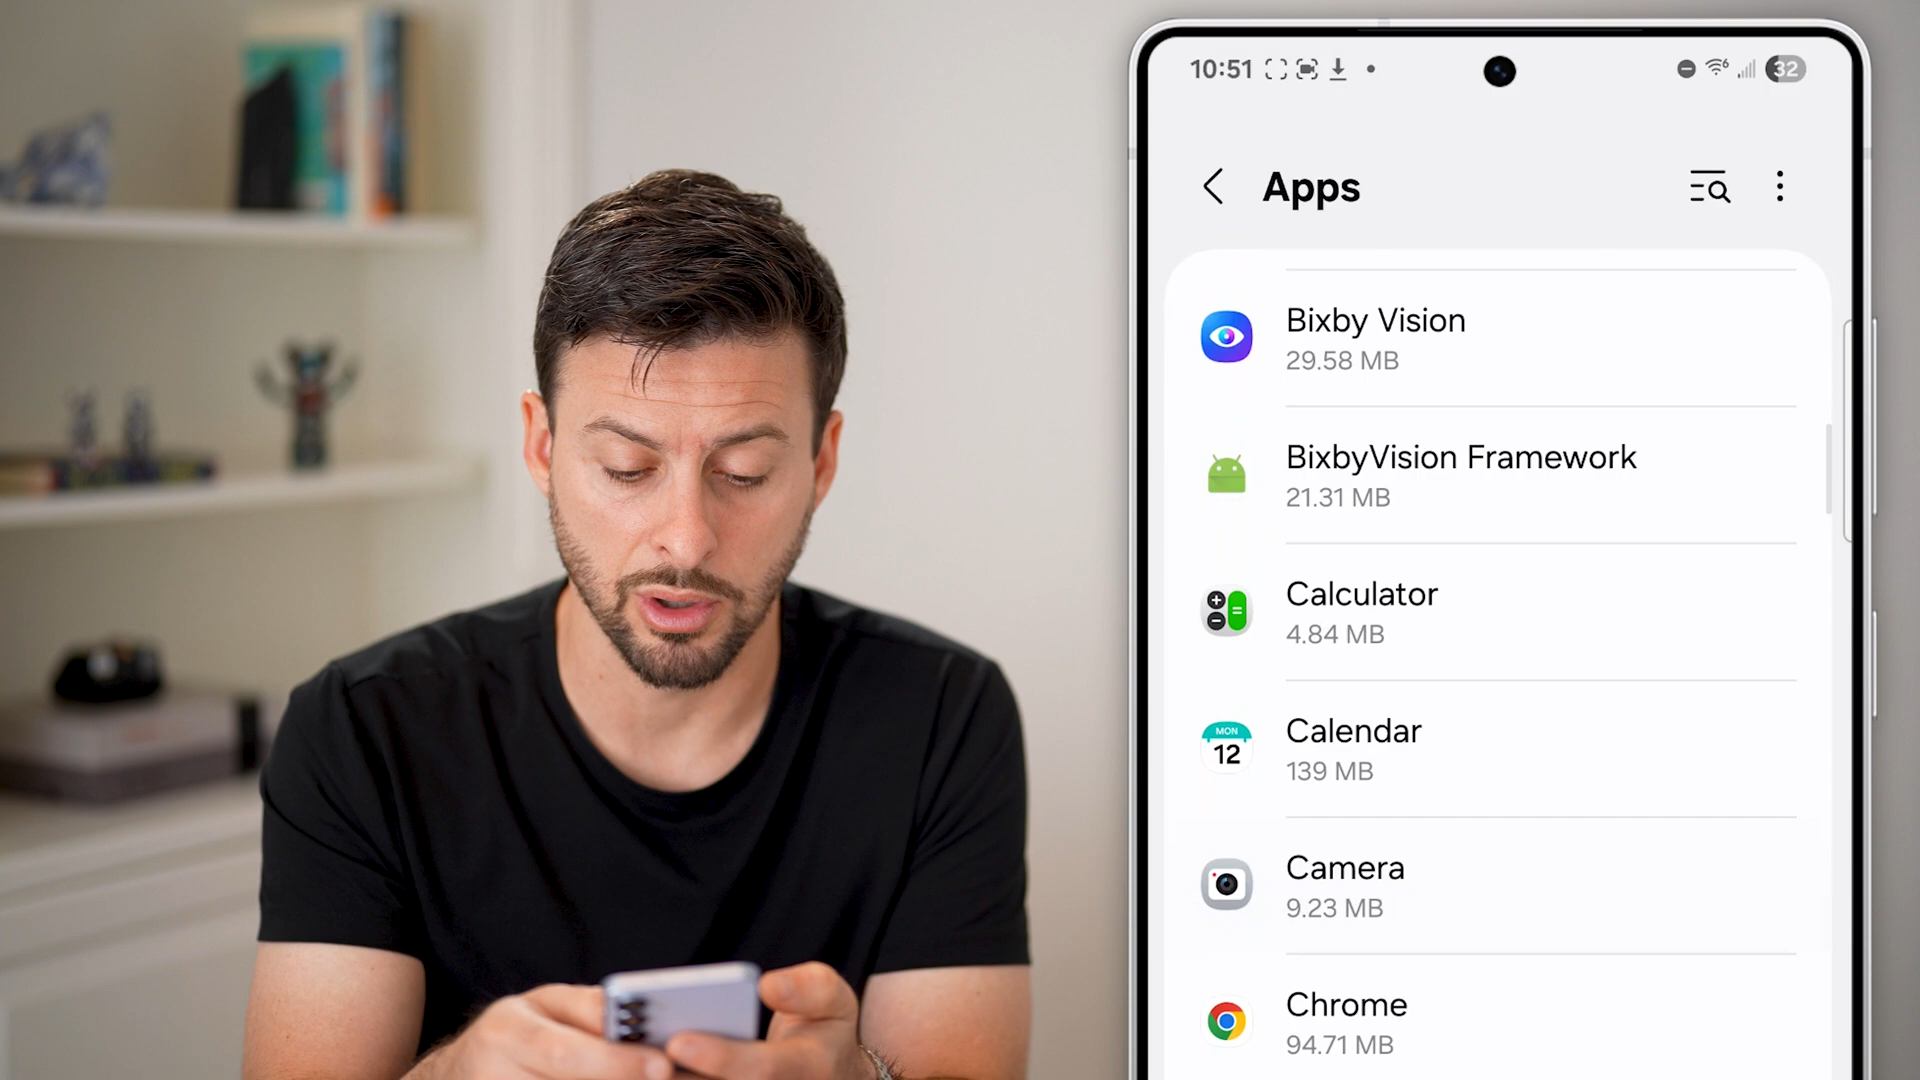 10:51
32
Apps
Bixby Vision
29.58 MB
BixbyVision Framework
21.31 MB
Calculator
4.84 MB
MON
12
Calendar
139 MB
Camera
9.23 MB
Chrome
94.71 MB